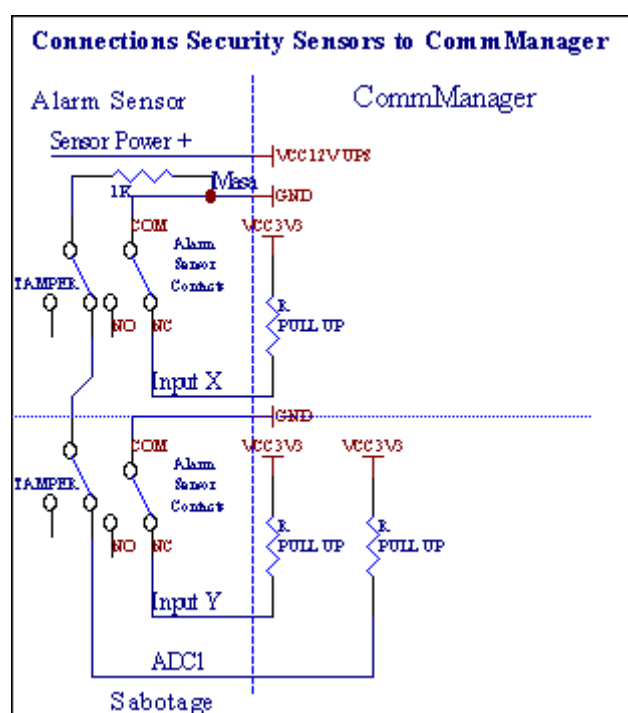 Connections Security Sensors to CommManager
Alarm Sensor
CommManager
Sensor Power +
VCC12V UPS
1K
Masa
GND
COM
Alarm
Sensor
Contacts
VCC3V3
TAMPER
NO
NC
R
PULL UP
Input X
GND
COM
Alarm
Sensor
Contacts
VCC3V3
VCC3V3
TAMPER
NO
NC
R
PULL UP
R
PULL UP
Input Y
ADC1
Sabotage